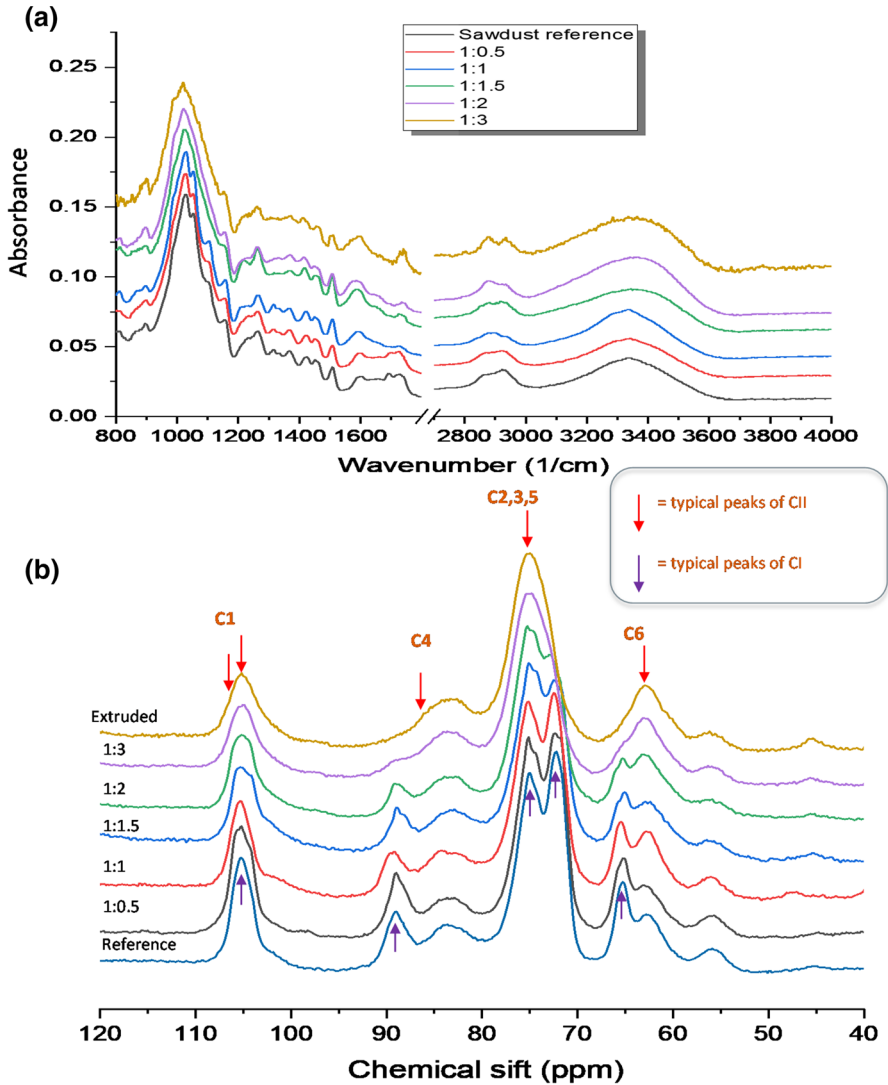 (a)
Sawdust reference
1:0.5
1:1
1:1.5
1:2
1:3
0.25
0.20
0.15
0.10
0.05
0.00
Absorbance
800 1000 1200 1400 1600 2800 3000 3200 3400 3600 3800 4000
Wavenumber (1/cm)
(b)
= typical peaks of CII
= typical peaks of CI
C2,3,5
C1
C4
C6
Extruded
1:3
1:2
1:1.5
1:1
1:0.5
Reference
120 110 100 90 80 70 60 50 40
Chemical sift (ppm)